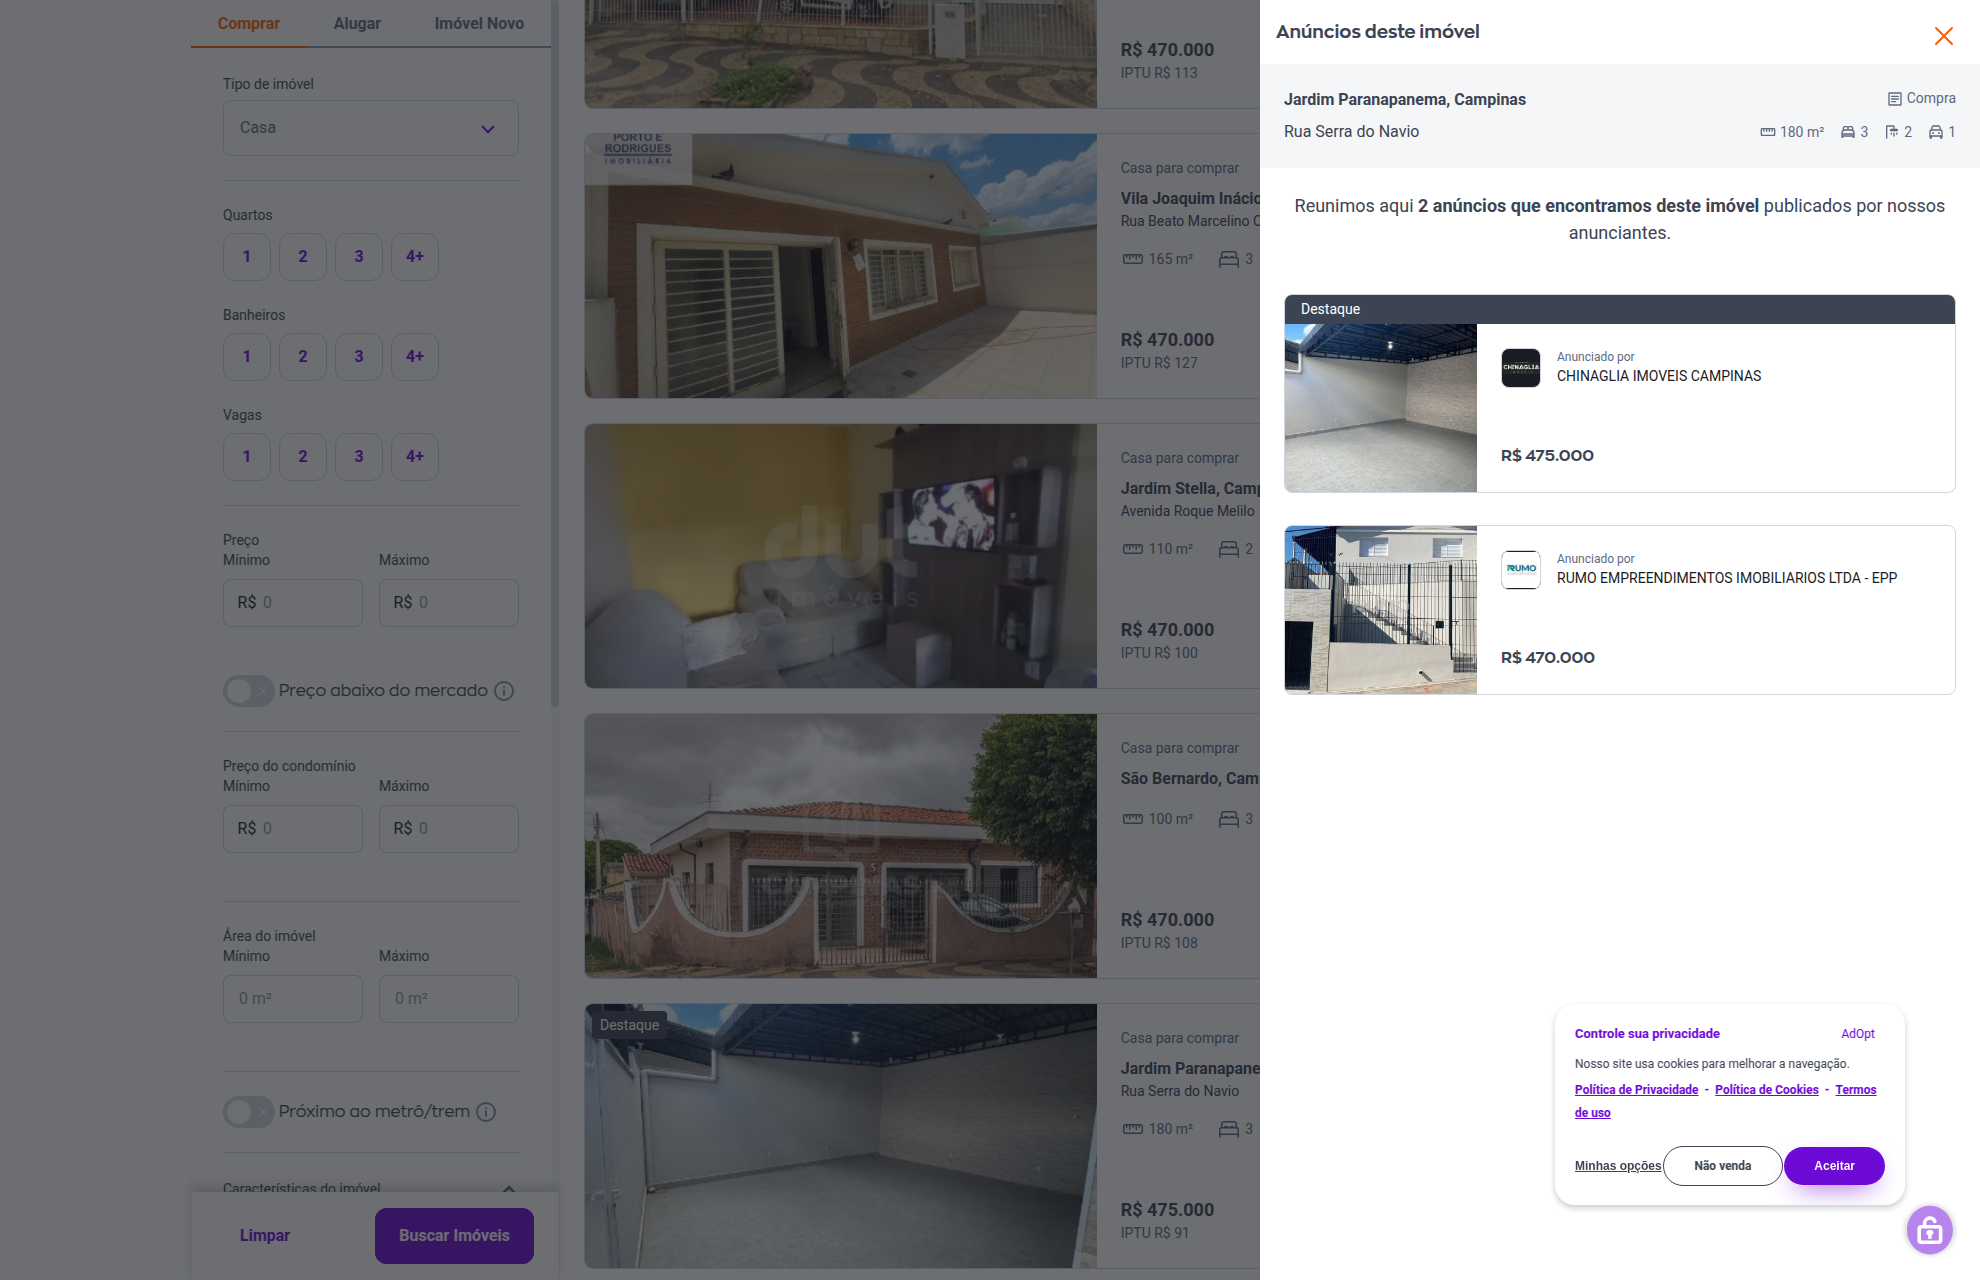 Comprar
Alugar
Imóvel Novo
Tipo de imóvel
Casa
Quartos
1
2
3
4+
Banheiros
1
2
3
4+
Vagas
1
2
3
4+
Preço
Mínimo
Máximo
R$ 0
R$ 0
Preço abaixo do mercado
Preço do condomínio
Mínimo
Máximo
R$ 0
R$ 0
Área do imóvel
Mínimo
Máximo
0 m²
0 m²
Próximo ao metrô/trem
Características do imóvel
Limpar
Buscar Imóveis
R$ 470.000
IPTU R$ 113
PORTO E
RODRIGUES
IMOBILIÁRIA
Casa para comprar
Vila Joaquim Inácio
Rua Beato Marcelino C
165 m²
3
R$ 470.000
IPTU R$ 127
dut
imóveis
Casa para comprar
Jardim Stella, Camp
Avenida Roque Melilo
110 m²
2
R$ 470.000
IPTU R$ 100
Casa para comprar
São Bernardo, Cam
100 m²
3
R$ 470.000
IPTU R$ 108
Destaque
Casa para comprar
Jardim Paranapane
Rua Serra do Navio
180 m²
3
R$ 475.000
IPTU R$ 91
Anúncios deste imóvel
Jardim Paranapanema, Campinas
Compra
Rua Serra do Navio
180 m²
3
2
1
Reunimos aqui 2 anúncios que encontramos deste imóvel publicados por nossos
anunciantes.
Destaque
CHINAGLIA
Anunciado por
CHINAGLIA IMOVEIS CAMPINAS
R$ 475.000
RUMO
Anunciado por
RUMO EMPREENDIMENTOS IMOBILIARIOS LTDA - EPP
R$ 470.000
Controle sua privacidade
AdOpt
Nosso site usa cookies para melhorar a navegação.
Política de Privacidade - Política de Cookies - Termos
de uso
Minhas opções
Não venda
Aceitar